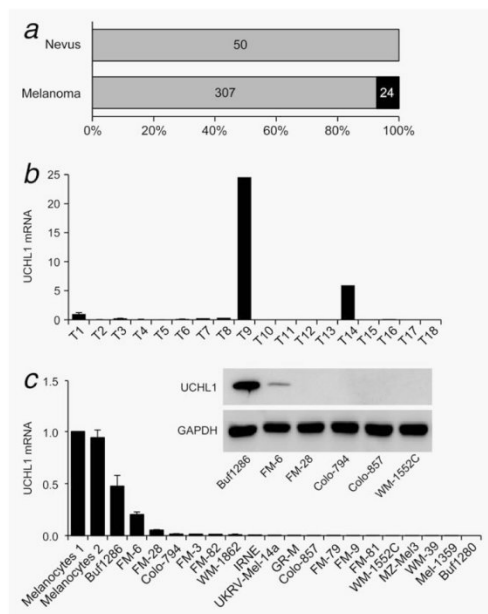 a
Nevus
50
Melanoma
307
24
0%
20%
40%
60%
80%
100%
b
UCHL1 mRNA
25
20
15
10
5
0
T1
T2
T3
T4
T5
T6
T7
T8
T9
T10
T11
T12
T13
T14
T15
T16
T17
T18
c
UCHL1 mRNA
1.5
1.0
0.5
0.0
UCHL1
GAPDH
Buf1286
FM-6
FM-28
Colo-794
Colo-857
WM-1552C
Melanocytes 1
Melanocytes 2
Buf1286
FM-6
FM-28
Colo-794
FM-3
FM-82
WM-1862
IRNE
UKRV-Mel-14a
GR-M
Colo-857
FM-79
FM-9
FM-81
WM-1552C
MZ-Mel3
WM-39
Mel-1359
Buf1280